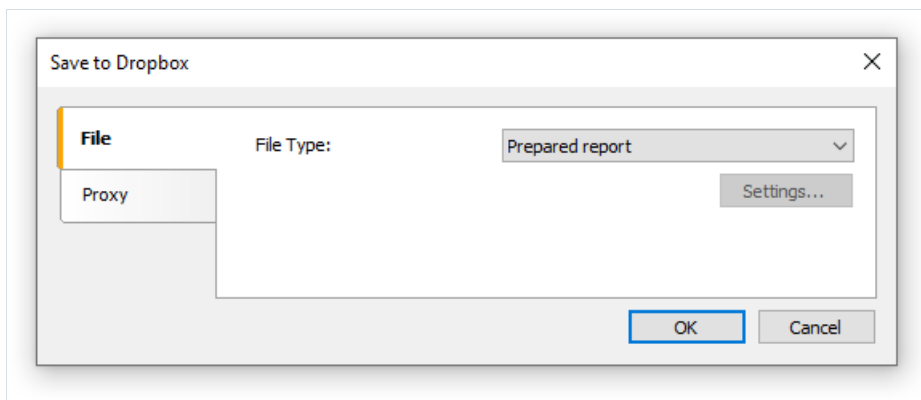 Save to Dropbox
File
File Type:
Prepared report
Proxy
Settings...
OK
Cancel